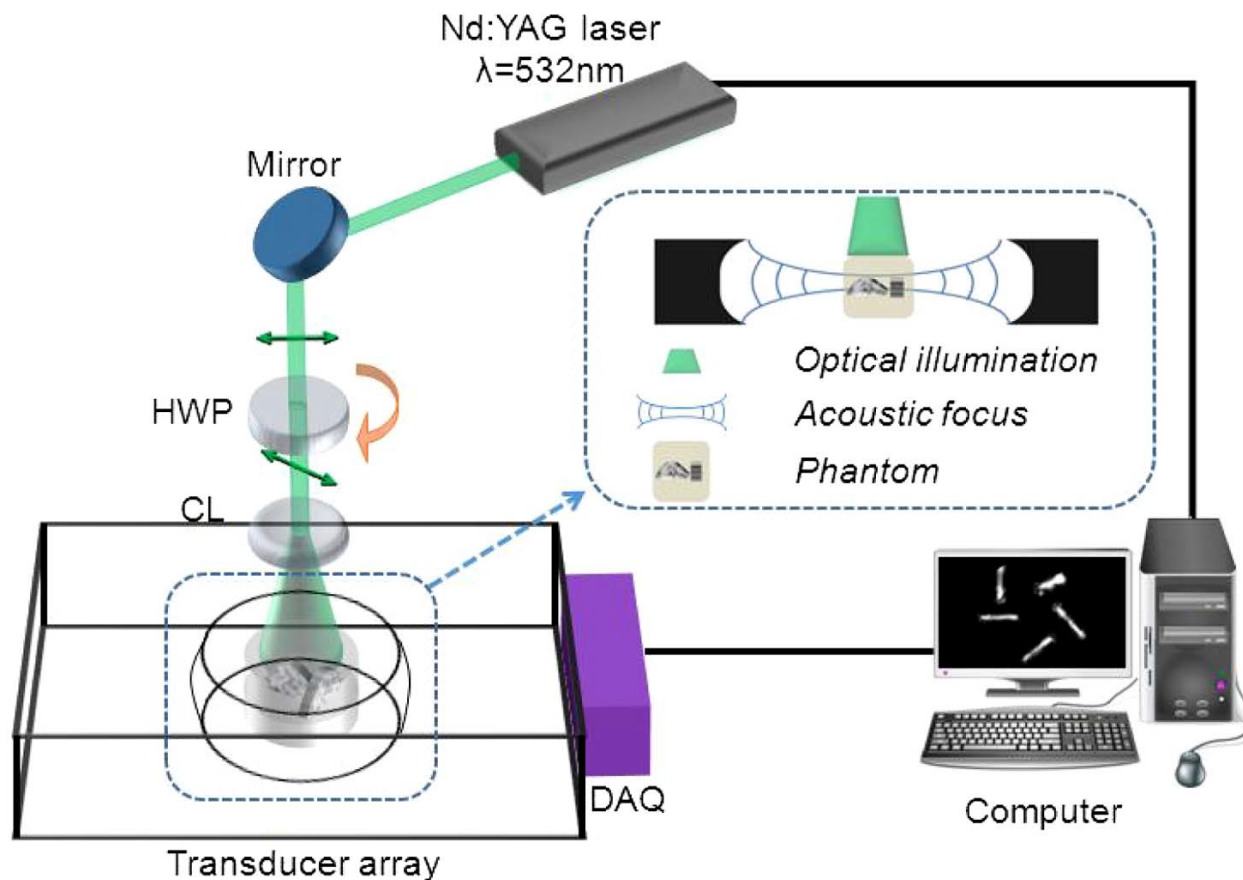 Nd:YAG laser
λ=532nm
Mirror
Optical illumination
HWP
Acoustic focus
Phantom
CL
DAQ
Computer
Transducer array